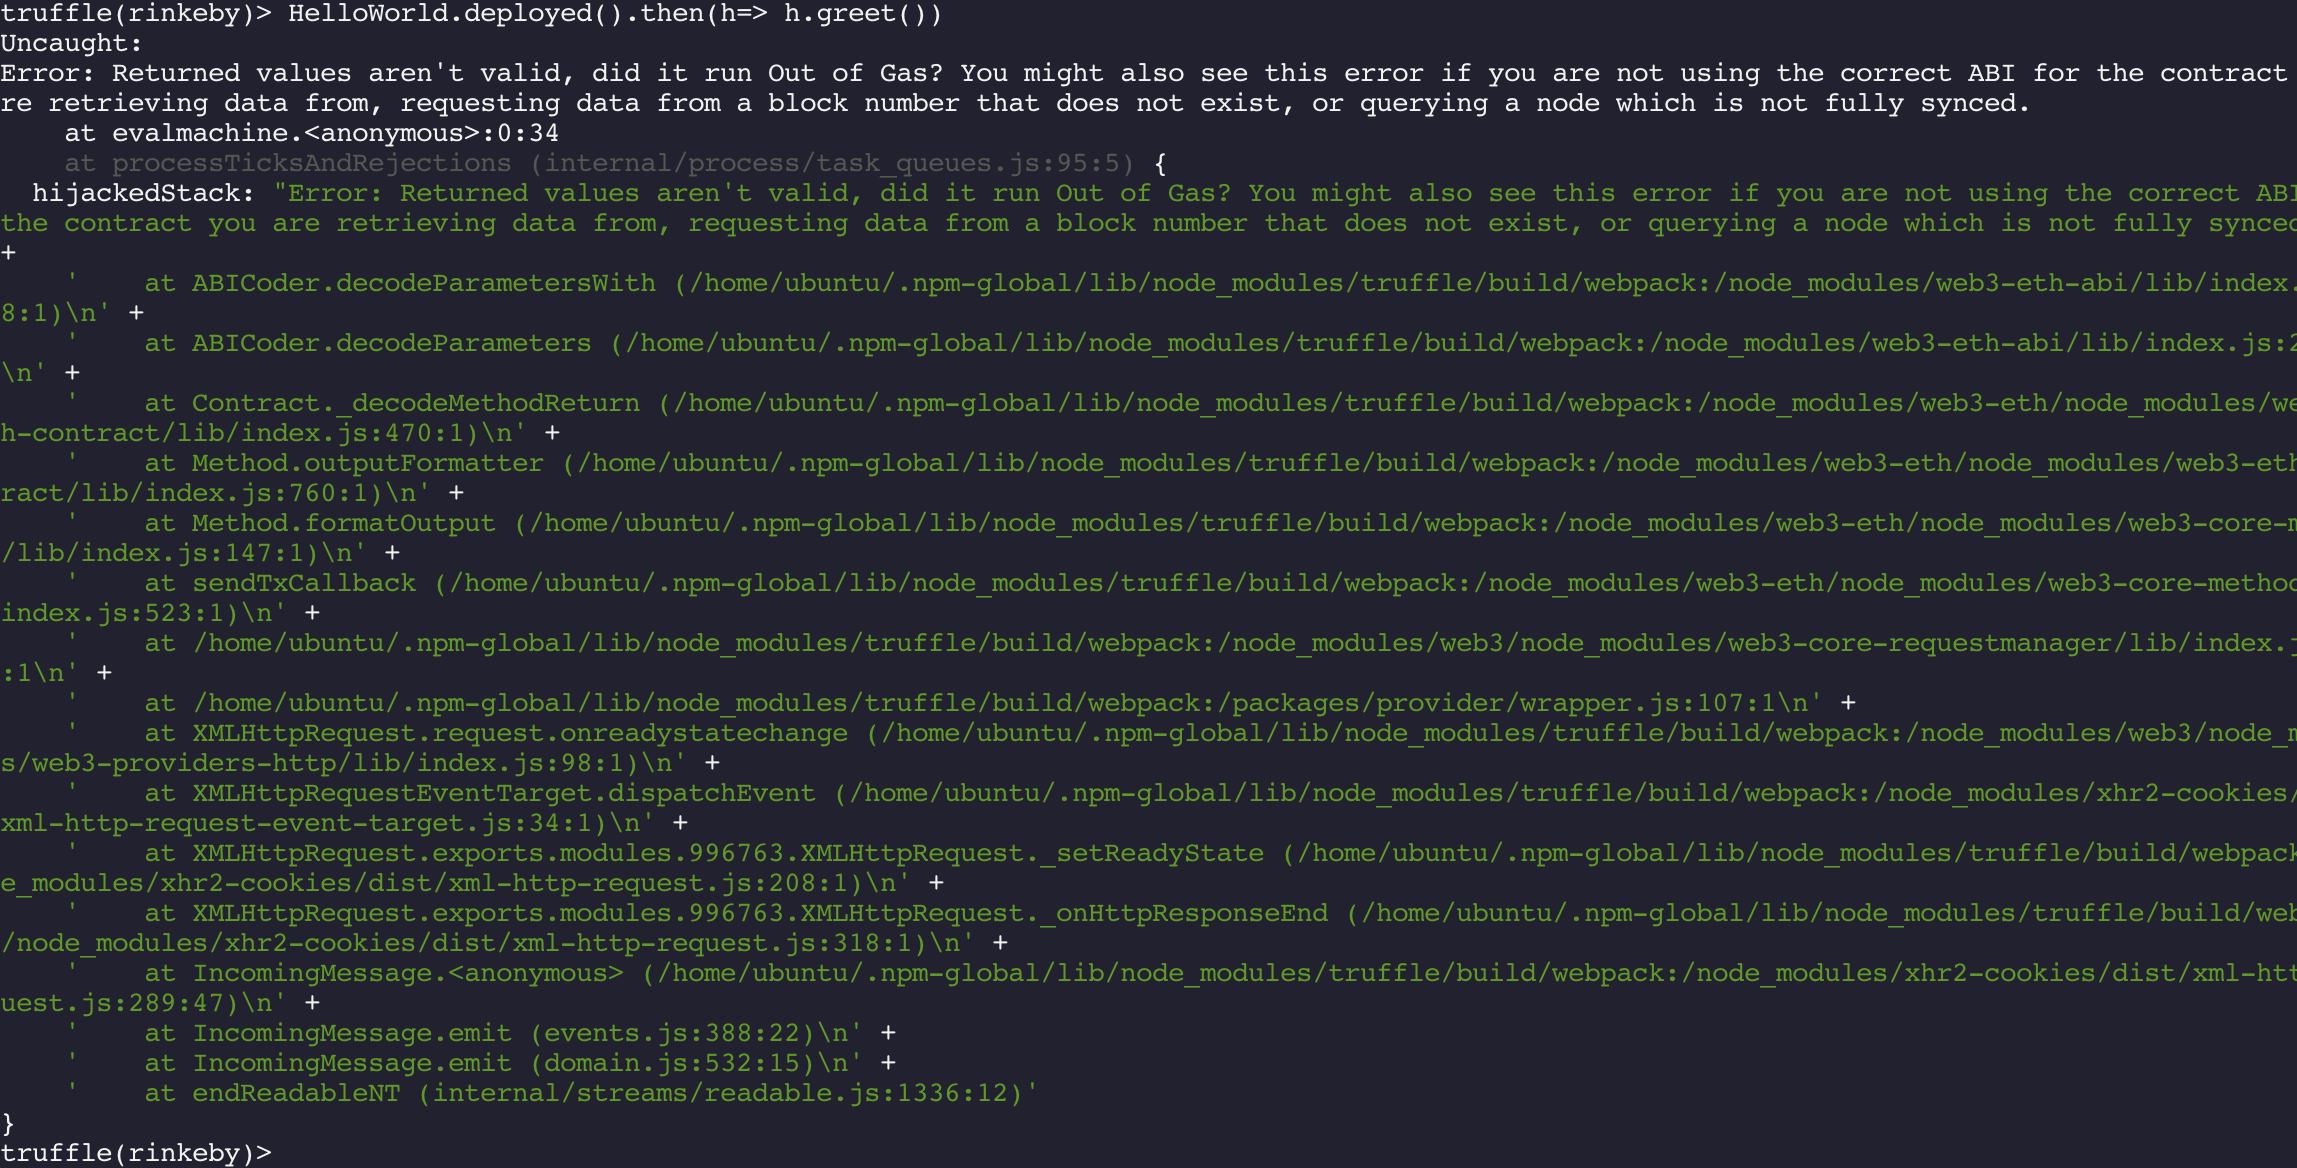 truffle(rinkeby)> HelloWorld.deployed().then(h=> h.greet())
Uncaught:
Error: Returned values aren't valid, did it run Out of Gas? You might also see this error if you are not using the correct ABI for the contract
re retrieving data from, requesting data from a block number that does not exist, or querying a node which is not fully synced.
    at evalmachine.<anonymous>:0:34
    at processTicksAndRejections (internal/process/task_queues.js:95:5) {
  hijackedStack: "Error: Returned values aren't valid, did it run Out of Gas? You might also see this error if you are not using the correct ABI
the contract you are retrieving data from, requesting data from a block number that does not exist, or querying a node which is not fully synced
+
    '    at ABICoder.decodeParametersWith (/home/ubuntu/.npm-global/lib/node_modules/truffle/build/webpack:/node_modules/web3-eth-abi/lib/index.
8:1)\n' +
    '    at ABICoder.decodeParameters (/home/ubuntu/.npm-global/lib/node_modules/truffle/build/webpack:/node_modules/web3-eth-abi/lib/index.js:2
\n' +
    '    at Contract._decodeMethodReturn (/home/ubuntu/.npm-global/lib/node_modules/truffle/build/webpack:/node_modules/web3-eth/node_modules/we
h-contract/lib/index.js:470:1)\n' +
    '    at Method.outputFormatter (/home/ubuntu/.npm-global/lib/node_modules/truffle/build/webpack:/node_modules/web3-eth/node_modules/web3-eth
ract/lib/index.js:760:1)\n' +
    '    at Method.formatOutput (/home/ubuntu/.npm-global/lib/node_modules/truffle/build/webpack:/node_modules/web3-eth/node_modules/web3-core-m
/lib/index.js:147:1)\n' +
    '    at sendTxCallback (/home/ubuntu/.npm-global/lib/node_modules/truffle/build/webpack:/node_modules/web3-eth/node_modules/web3-core-method
index.js:523:1)\n' +
    '    at /home/ubuntu/.npm-global/lib/node_modules/truffle/build/webpack:/node_modules/web3/node_modules/web3-core-requestmanager/lib/index.j
:1\n' +
    '    at /home/ubuntu/.npm-global/lib/node_modules/truffle/build/webpack:/packages/provider/wrapper.js:107:1\n' +
    '    at XMLHttpRequest.request.onreadystatechange (/home/ubuntu/.npm-global/lib/node_modules/truffle/build/webpack:/node_modules/web3/node_m
s/web3-providers-http/lib/index.js:98:1)\n' +
    '    at XMLHttpRequestEventTarget.dispatchEvent (/home/ubuntu/.npm-global/lib/node_modules/truffle/build/webpack:/node_modules/xhr2-cookies/
xml-http-request-event-target.js:34:1)\n' +
    '    at XMLHttpRequest.exports.modules.996763.XMLHttpRequest._setReadyState (/home/ubuntu/.npm-global/lib/node_modules/truffle/build/webpack
e_modules/xhr2-cookies/dist/xml-http-request.js:208:1)\n' +
    '    at XMLHttpRequest.exports.modules.996763.XMLHttpRequest._onHttpResponseEnd (/home/ubuntu/.npm-global/lib/node_modules/truffle/build/web
/node_modules/xhr2-cookies/dist/xml-http-request.js:318:1)\n' +
    '    at IncomingMessage.<anonymous> (/home/ubuntu/.npm-global/lib/node_modules/truffle/build/webpack:/node_modules/xhr2-cookies/dist/xml-htt
uest.js:289:47)\n' +
    '    at IncomingMessage.emit (events.js:388:22)\n' +
    '    at IncomingMessage.emit (domain.js:532:15)\n' +
    '    at endReadableNT (internal/streams/readable.js:1336:12)'
}
truffle(rinkeby)>